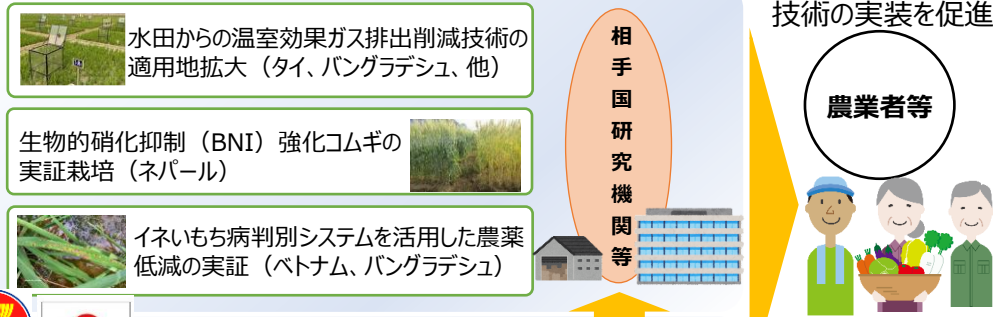 水田からの温室効果ガス排出削減技術の
適用地拡大（タイ、バングラデシュ、他）
生物的硝化抑制（BNI）強化コムギの
実証栽培（ネパール）
イネいもち病判別システムを活用した農薬
低減の実証（ベトナム、バングラデシュ）
相手国研究機関等
技術の実装を促進
農業者等